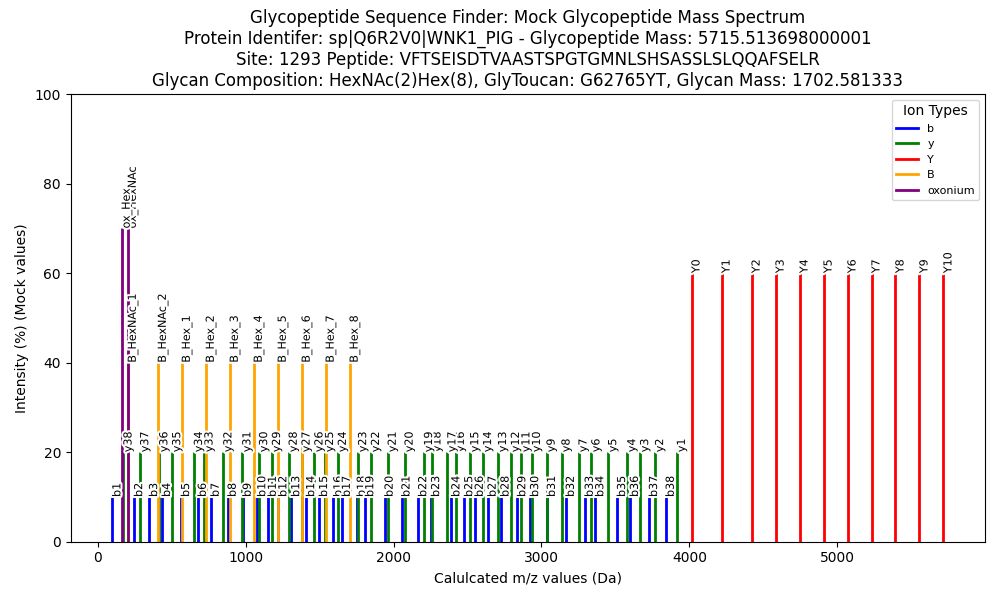 Glycopeptide Sequence Finder: Mock Glycopeptide Mass Spectrum
Protein Identifer: sp|Q6R2V0|WNK1_PIG - Glycopeptide Mass: 5715.513698000001
Site: 1293 Peptide: VFTSEISDTVAASTSPGTGMNLSHSASSLSLQQAFSELR
Glycan Composition: HexNAc(2)Hex(8), GlyToucan: G62765YT, Glycan Mass: 1702.581333
Intensity (%) (Mock values)
100
80
60
40
20
0
Ion Types
b
y
Y
B
oxonium
ox_Hex
ox_HexNAc
Y0
Y1
Y2
Y3
Y4
Y5
Y6
Y7
Y8
Y9
Y10
B_HexNAc_1
B_HexNAc_2
B_Hex_1
B_Hex_2
B_Hex_3
B_Hex_4
B_Hex_5
B_Hex_6
B_Hex_7
B_Hex_8
y38
y37
y36
y35
y34
y33
y32
y31
y30
y29
y28
y27
y26
y25
y24
y23
y22
y21
y20
y19
y18
y17
y16
y15
y14
y13
y12
y11
y10
y9
y8
y7
y6
y5
y4
y3
y2
y1
b1
b2
b3
b4
b5
b6
b7
b8
b9
b10
b11
b12
b13
b14
b15
b16
b17
b18
b19
b20
b21
b22
b23
b24
b25
b26
b27
b28
b29
b30
b31
b32
b33
b34
b35
b36
b37
b38
0
1000
2000
3000
4000
5000
Calulcated m/z values (Da)